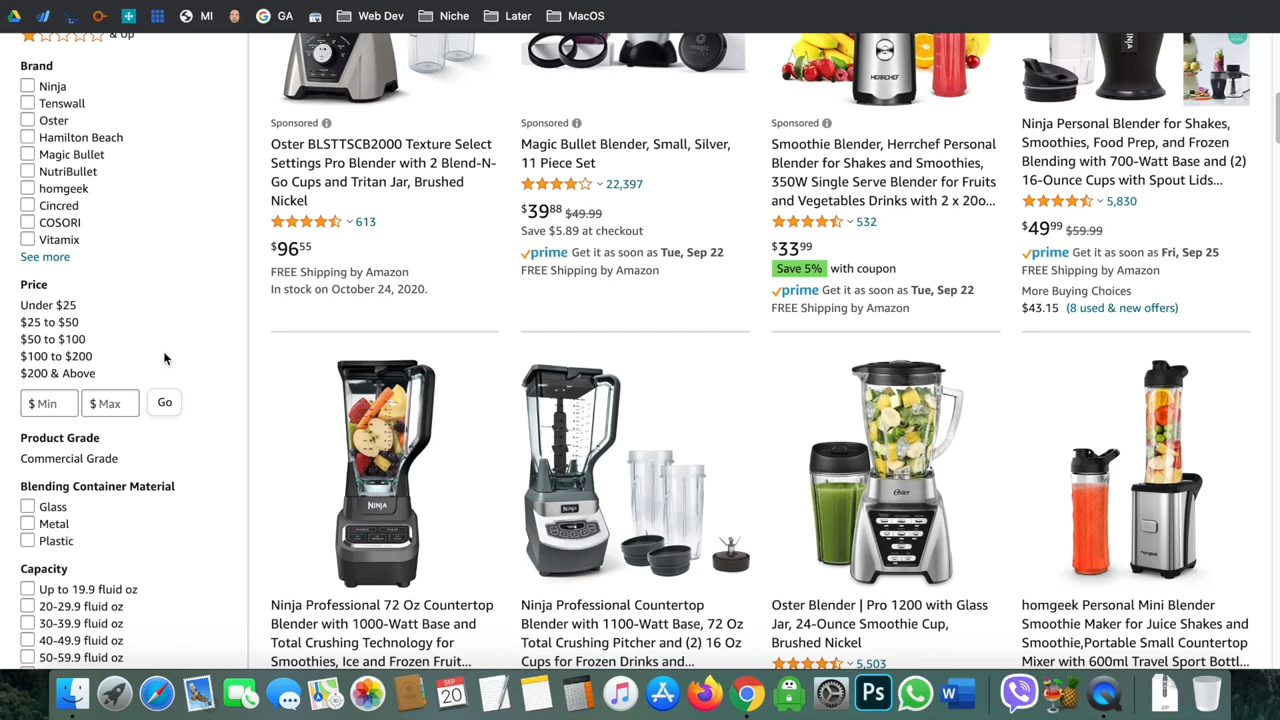 MI
GA
Web Dev
Niche
Later
MacOS
& Up
Brand
Ninja
Tenswall
Oster
Hamilton Beach
Magic Bullet
NutriBullet
homgeek
Cincred
COSORI
Vitamix
See more
Price
Under $25
$25 to $50
$50 to $100
$100 to $200
$200 & Above
$ Min
$ Max
Go
Product Grade
Commercial Grade
Blending Container Material
Glass
Metal
Plastic
Capacity
Up to 19.9 fluid oz
20-29.9 fluid oz
30-39.9 fluid oz
40-49.9 fluid oz
50-59.9 fluid oz
Sponsored
Oster BLSTTSCB2000 Texture Select
Settings Pro Blender with 2 Blend-N-
Go Cups and Tritan Jar, Brushed
Nickel
613
$96 55
FREE Shipping by Amazon
In stock on October 24, 2020.
magic
bullet
Sponsored
Magic Bullet Blender, Small, Silver,
11 Piece Set
22,397
$39 88 $49.99
Save $5.89 at checkout
prime Get it as soon as Tue, Sep 22
FREE Shipping by Amazon
HERRCHEF
Sponsored
Smoothie Blender, Herrchef Personal
Blender for Shakes and Smoothies,
350W Single Serve Blender for Fruits
and Vegetables Drinks with 2 x 20o...
532
$33 99
Save 5% with coupon
prime Get it as soon as Tue, Sep 22
FREE Shipping by Amazon
NINJA
Ninja Personal Blender for Shakes,
Smoothies, Food Prep, and Frozen
Blending with 700-Watt Base and (2)
16-Ounce Cups with Spout Lids...
5,830
$49 99 $59.99
prime Get it as soon as Fri, Sep 25
FREE Shipping by Amazon
More Buying Choices
$43.15 (8 used & new offers)
NINJA
Ninja Professional 72 Oz Countertop
Blender with 1000-Watt Base and
Total Crushing Technology for
Smoothies, Ice and Frozen Fruit...
NINJA
Ninja Professional Countertop
Blender with 1100-Watt Base, 72 Oz
Total Crushing Pitcher and (2) 16 Oz
Cups for Frozen Drinks and...
Oster
Oster Blender | Pro 1200 with Glass
Jar, 24-Ounce Smoothie Cup,
Brushed Nickel
5,503
homgeek
homgeek Personal Mini Blender
Smoothie Maker for Juice Shakes and
Smoothie,Portable Small Countertop
Mixer with 600ml Travel Sport Bottl...
SEP
20
Ps
W
ZIP